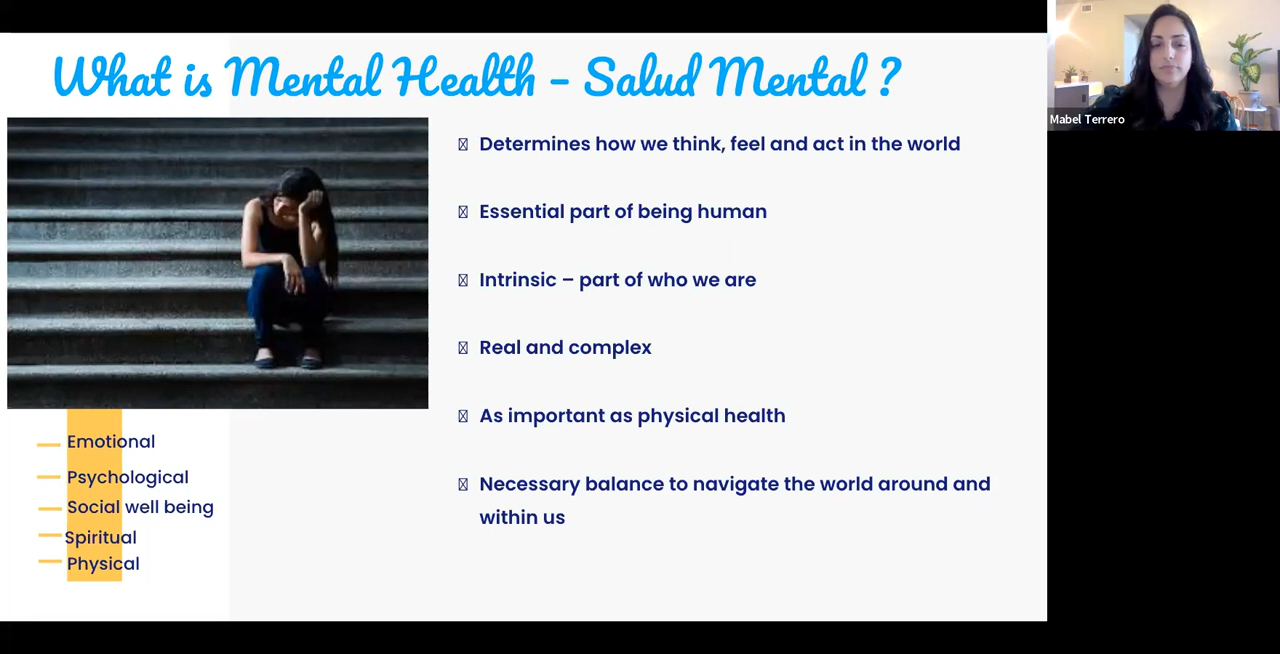 What is Mental Health – Salud Mental ?
Mabel Terrero
Determines how we think, feel and act in the world
Essential part of being human
Intrinsic – part of who we are
Real and complex
As important as physical health
Necessary balance to navigate the world around and
within us
Emotional
Psychological
Social well being
Spiritual
Physical